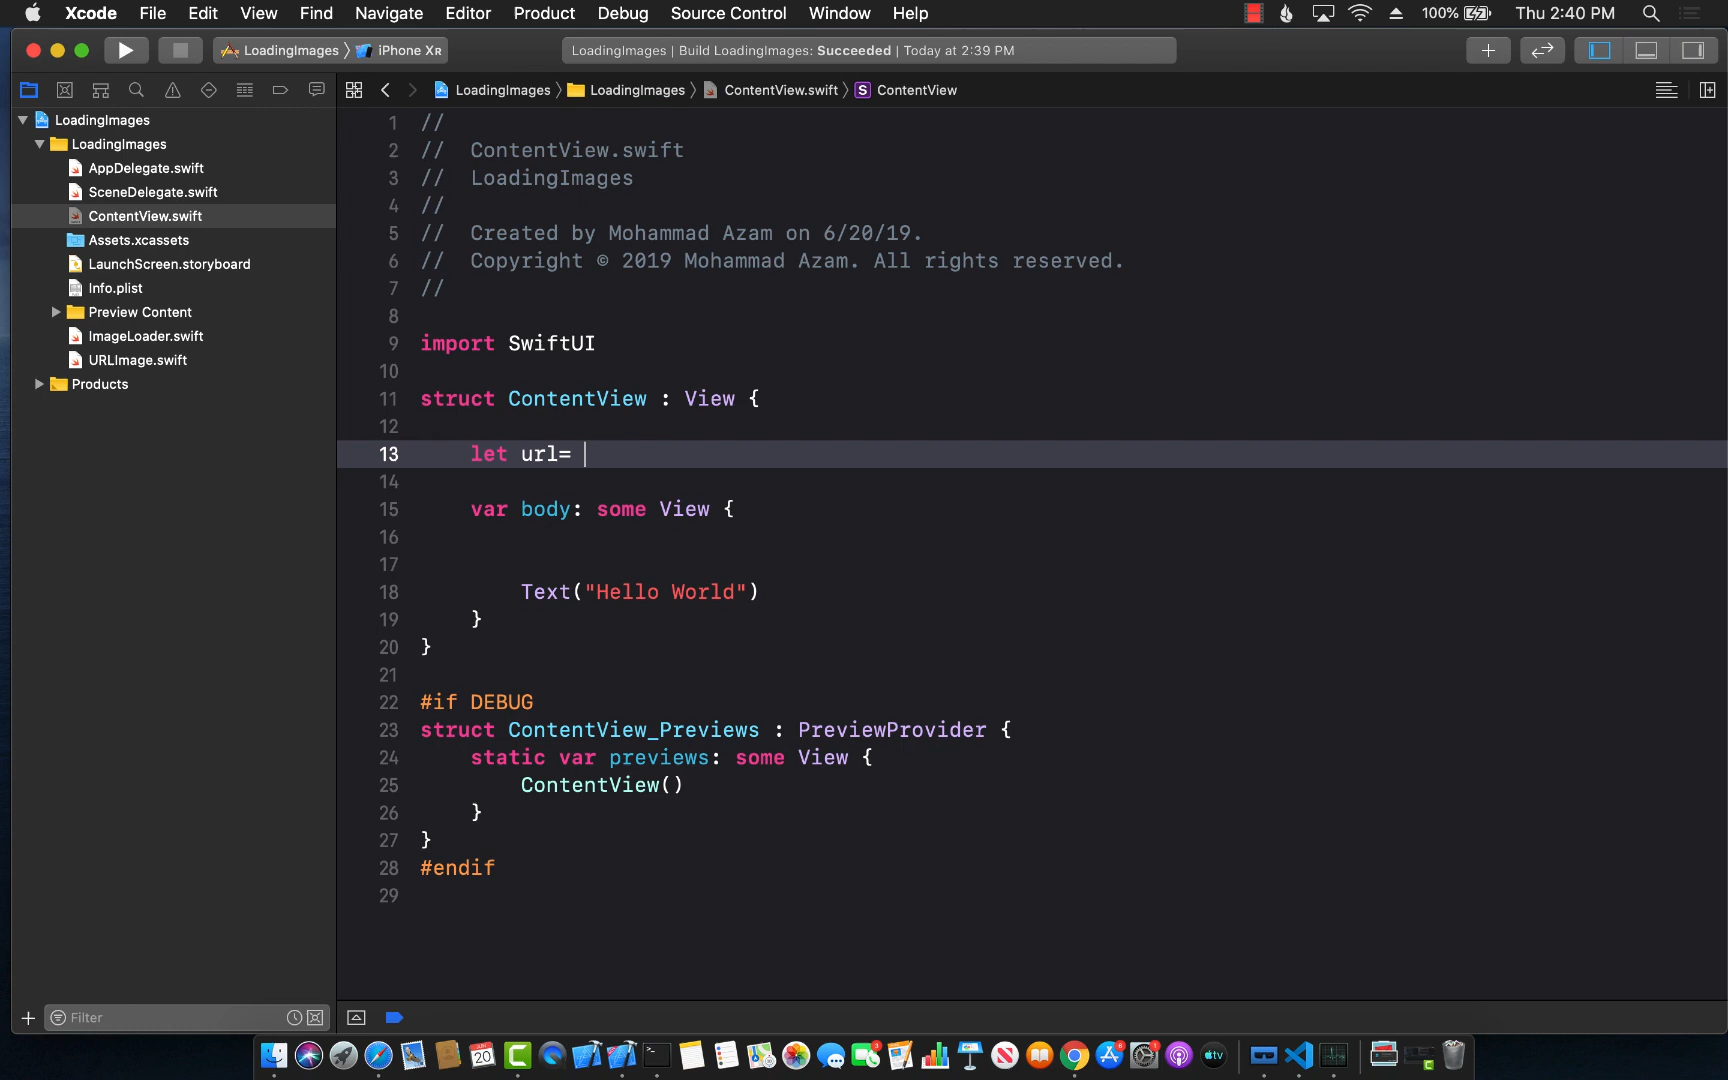 Xcode File Edit View Find Navigate Editor Product Debug Source Control Window Help 100% Thu 2:40 PM
LoadingImages iPhone XR LoadingImages | Build LoadingImages: Succeeded | Today at 2:39 PM
LoadingImages LoadingImages ContentView.swift S ContentView
LoadingImages
LoadingImages
AppDelegate.swift
SceneDelegate.swift
ContentView.swift
Assets.xcassets
LaunchScreen.storyboard
Info.plist
Preview Content
ImageLoader.swift
URLImage.swift
Products
1 //
2 // ContentView.swift
3 // LoadingImages
4 //
5 // Created by Mohammad Azam on 6/20/19.
6 // Copyright © 2019 Mohammad Azam. All rights reserved.
7 //
8
9 import SwiftUI
10
11 struct ContentView : View {
12
13 let url=
14
15 var body: some View {
16
17
18 Text("Hello World")
19 }
20 }
21
22 #if DEBUG
23 struct ContentView_Previews : PreviewProvider {
24 static var previews: some View {
25 ContentView()
26 }
27 }
28 #endif
29
Filter
JUN
20
3
6
1
tv